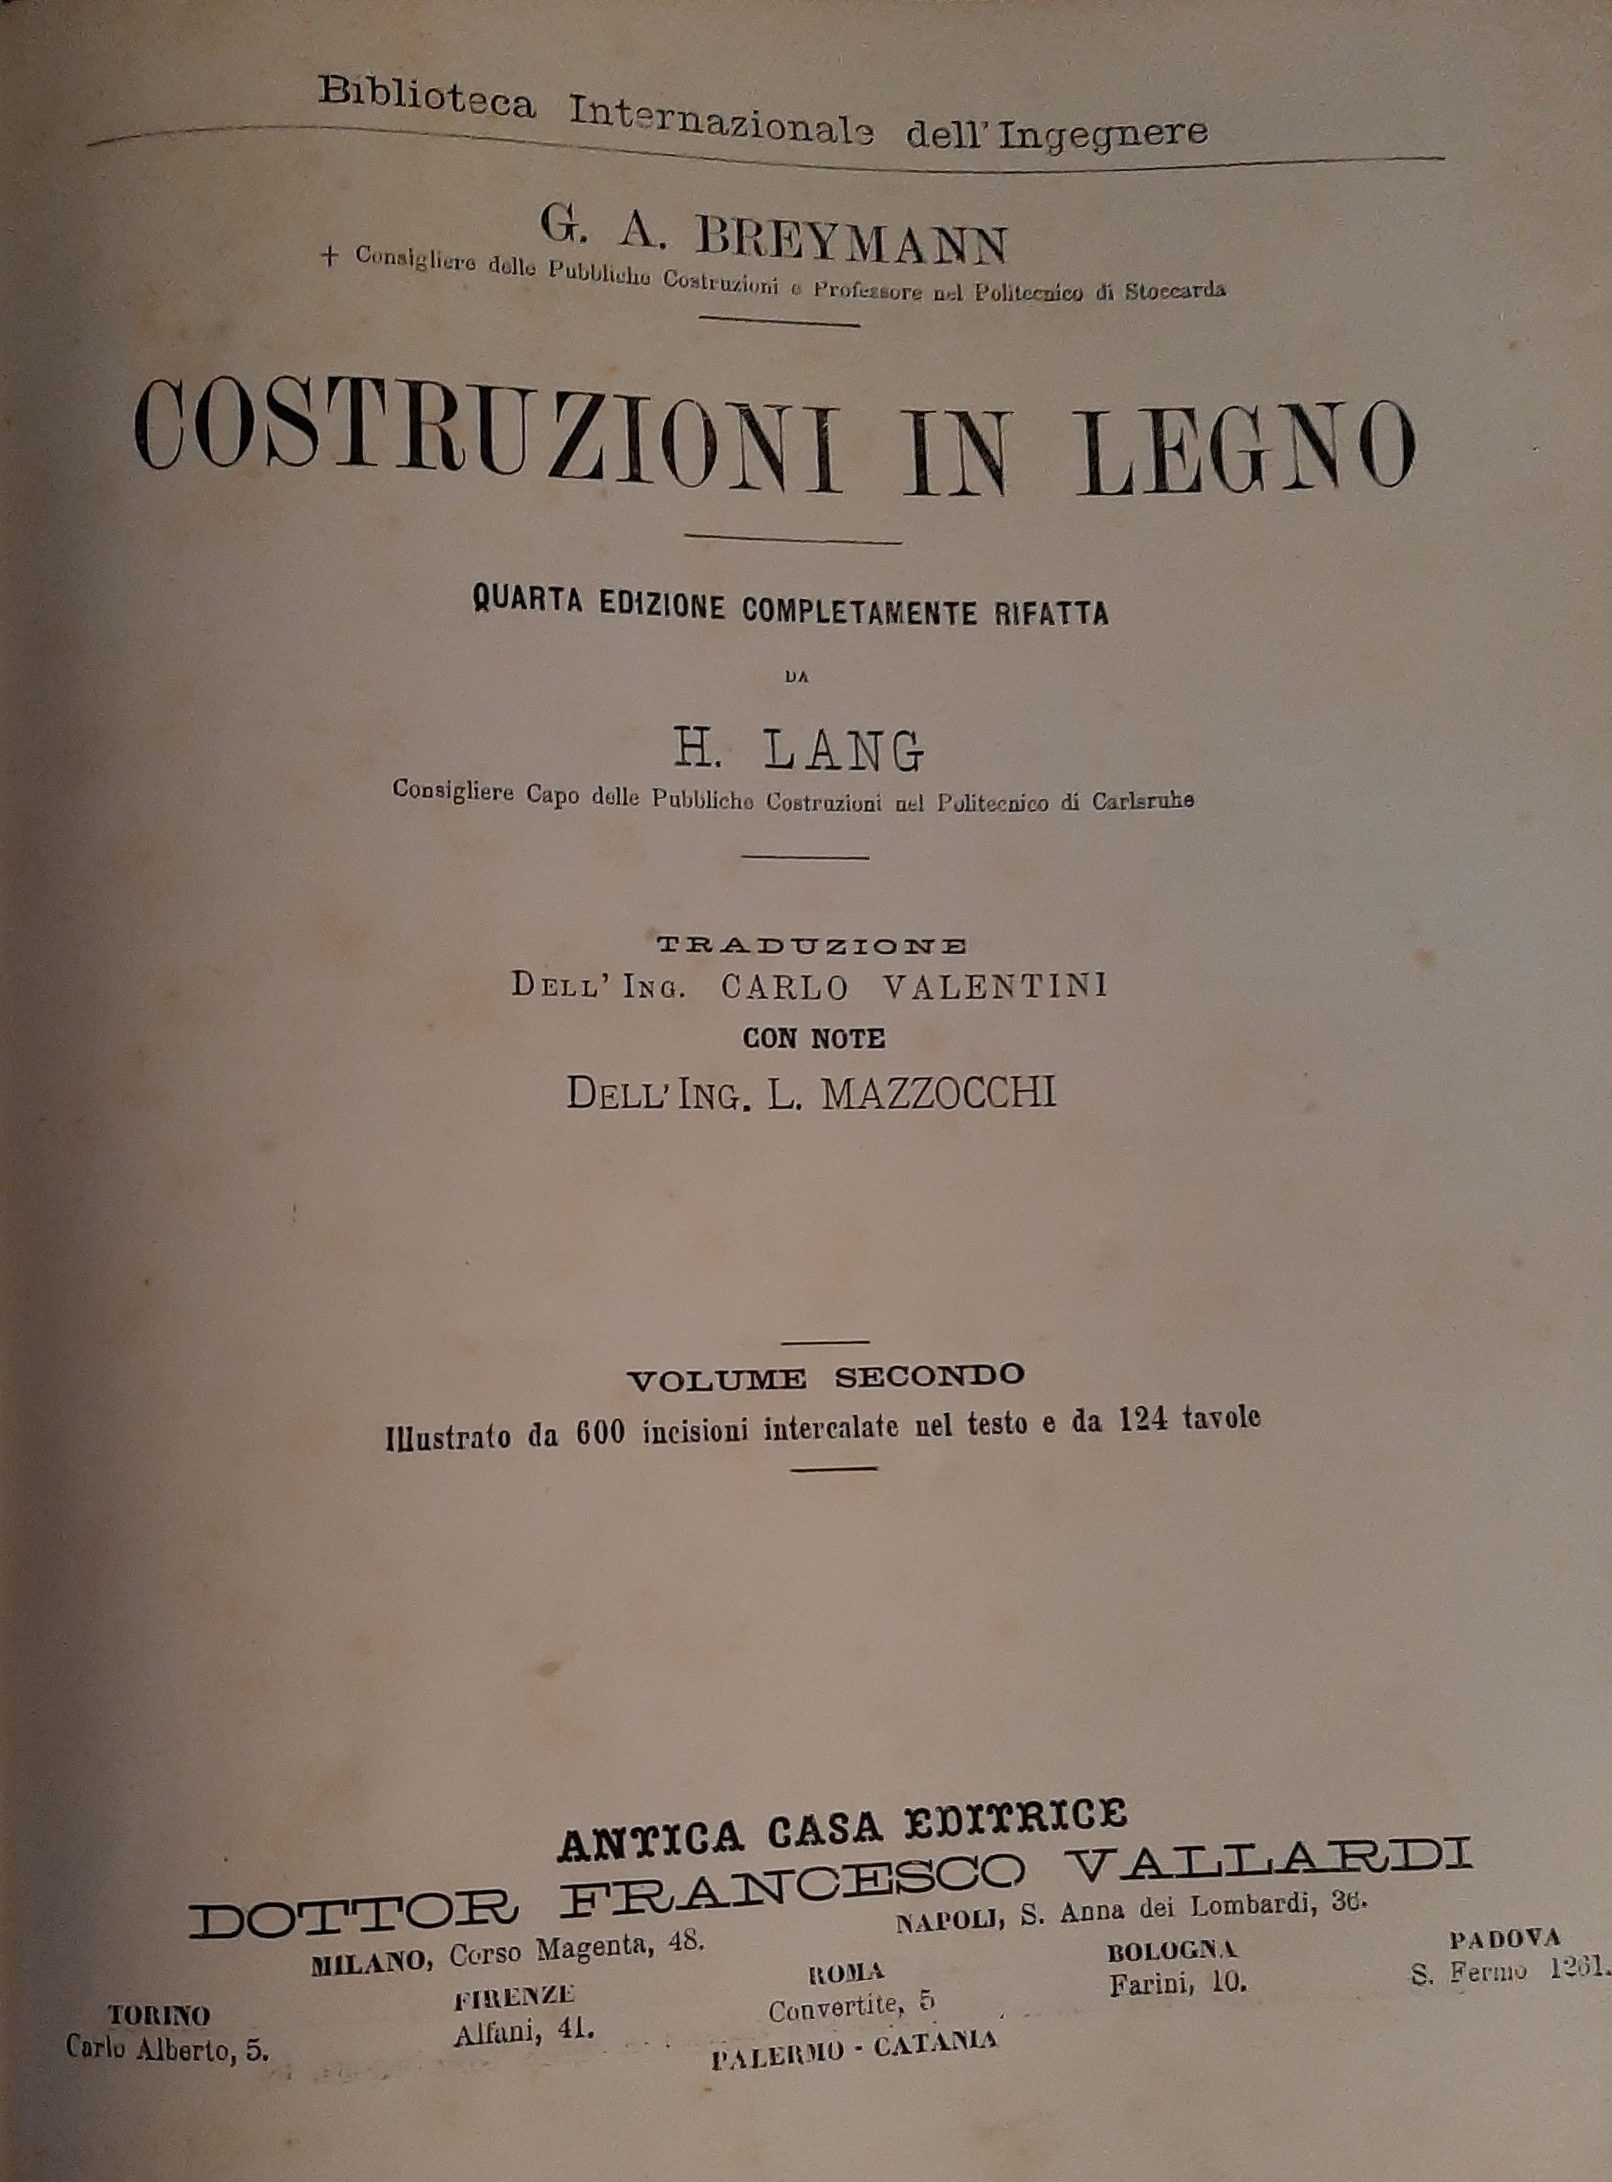 Biblioteca Internazionale dell'Ingegnere
G. A. BREYMANN
+ Consigliere delle Pubbliche Costruzioni e Professore nel Politecnico di Stoccarda
COSTRUZIONI IN LEGNO
QUARTA EDIZIONE COMPLETAMENTE RIFATTA
DA
H. LANG
Consigliere Capo delle Pubbliche Costruzioni nel Politecnico di Carlsruhe
TRADUZIONE
DELL' ING. CARLO VALENTINI
CON NOTE
DELL' ING. L. MAZZOCCHI
VOLUME SECONDO
Illustrato da 600 incisioni intercalate nel testo e da 124 tavole
ANTICA CASA EDITRICE
DOTTOR FRANCESCO VALLARDI
MILANO, Corso Magenta, 48. NAPOLI, S. Anna dei Lombardi, 36.
TORINO FIRENZE ROMA BOLOGNA PADOVA
Carlo Alberto, 5. Alfani, 41. Convertite, 5 Farini, 10. S. Fermo 1261.
PALERMO - CATANIA